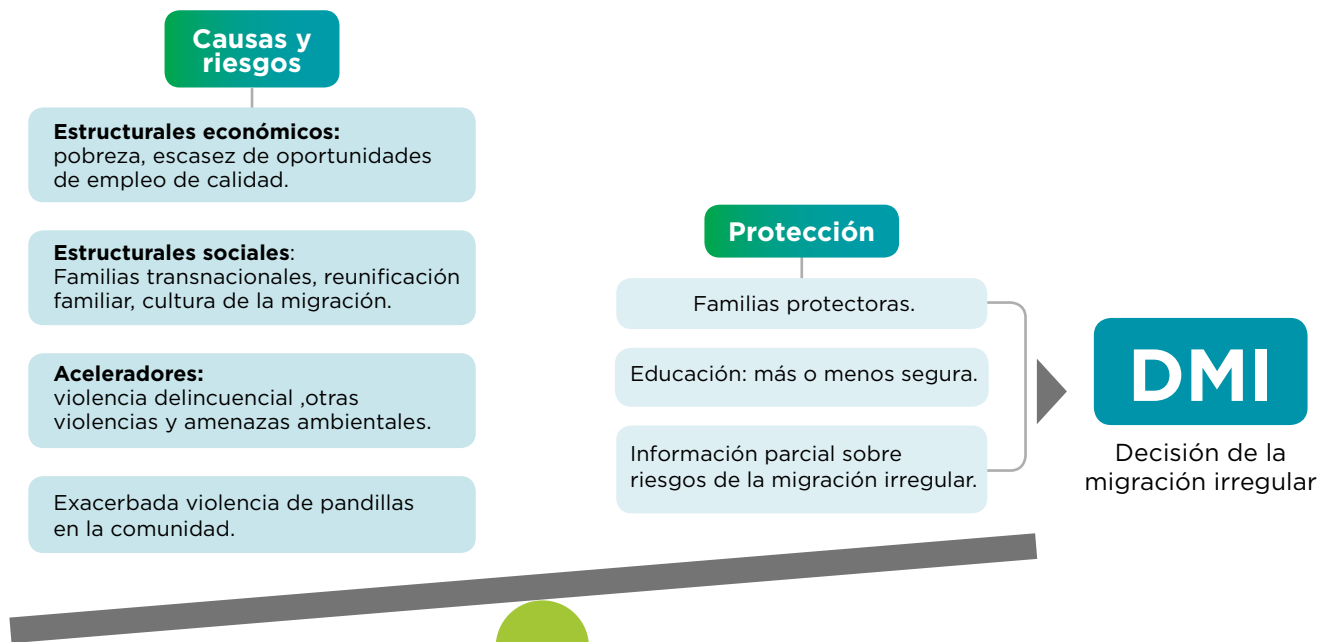 Causas y
riesgos
Estructurales económicos:
pobreza, escasez de oportunidades
de empleo de calidad.
Estructurales sociales:
Familias transnacionales, reunificación
familiar, cultura de la migración.
Aceleradores:
violencia delincuencial ,otras
violencias y amenazas ambientales.
Exacerbada violencia de pandillas
en la comunidad.
Protección
Familias protectoras.
Educación: más o menos segura.
Información parcial sobre
riesgos de la migración irregular.
DMI
Decisión de la
migración irregular